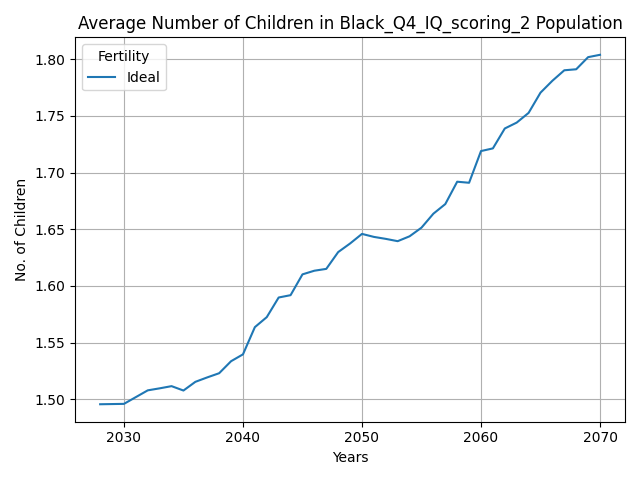 Average Number of Children in Black_Q4_IQ_scoring_2 Population
Fertility
Ideal
No. of Children
1.80
1.75
1.70
1.65
1.60
1.55
1.50
2030 2040 2050 2060 2070
Years